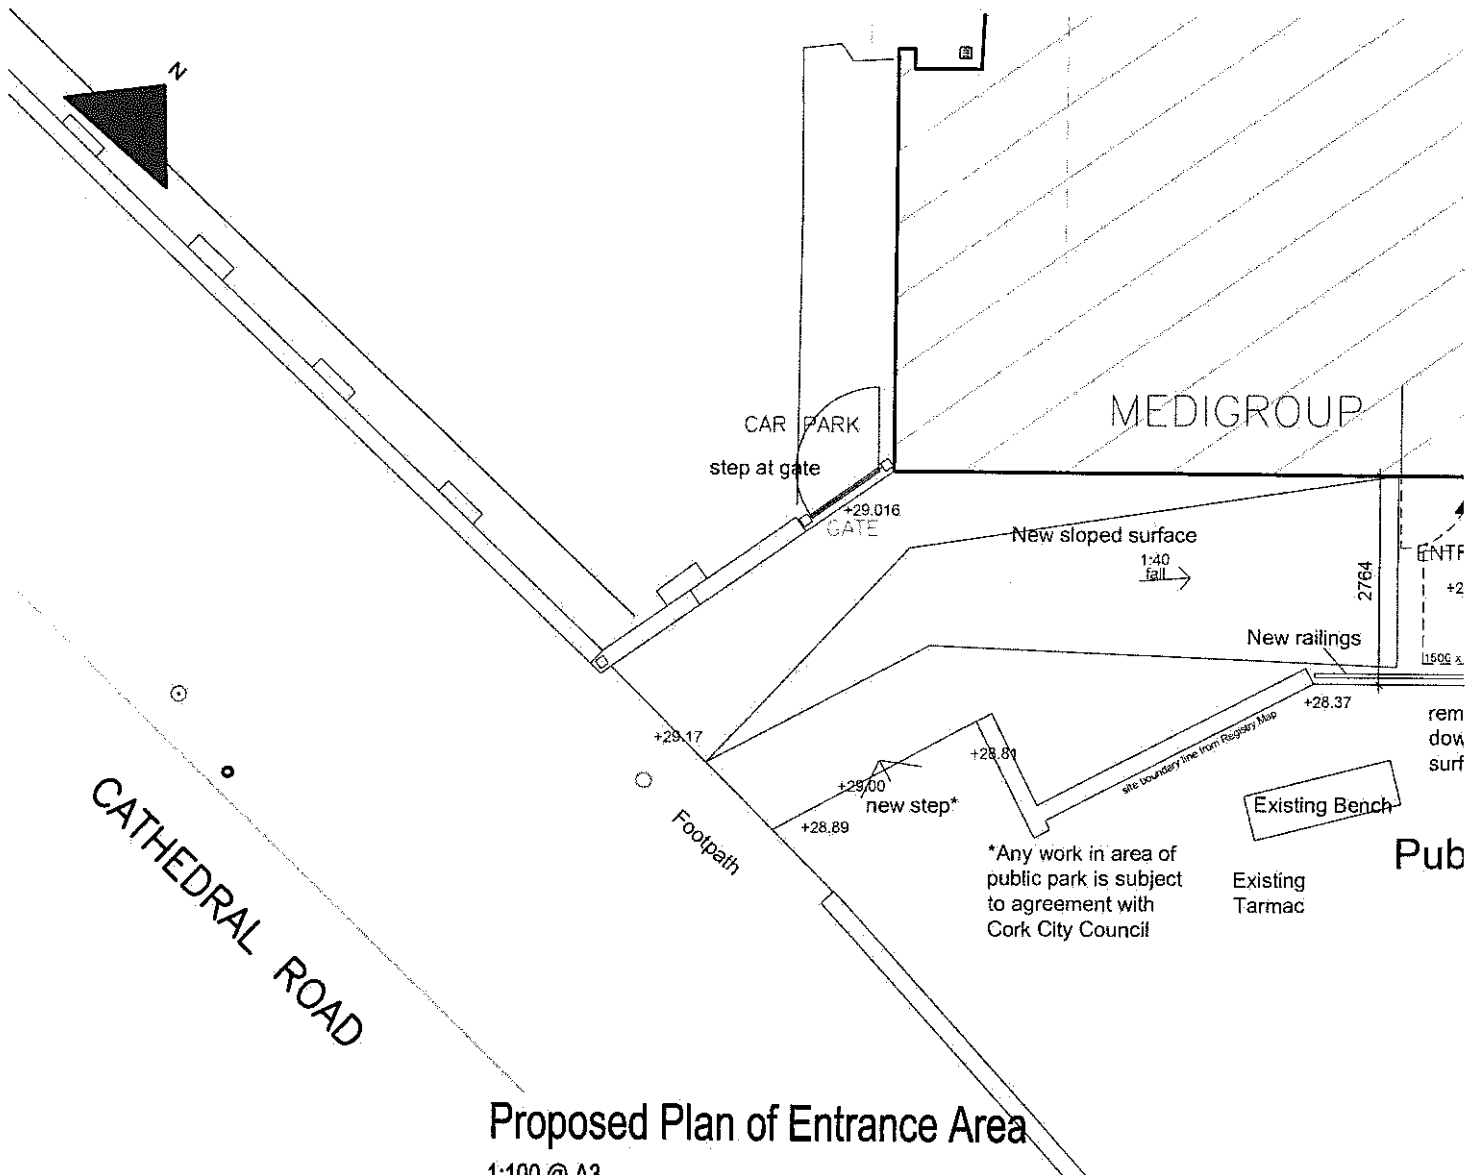 N
MEDIGROUP
CAR PARK
step at gate
+29.016
GATE
New sloped surface
1:40
fall
2764
+2
New railings
1500 x
+28.37
+29.17
+28.81
site boundary line from Registry Map
+29.00
new step*
+28.89
Existing Bench
Footpath
*Any work in area of
public park is subject
to agreement with
Cork City Council
Existing
Tarmac
CATHEDRAL ROAD
Proposed Plan of Entrance Area
1:100 @ A3